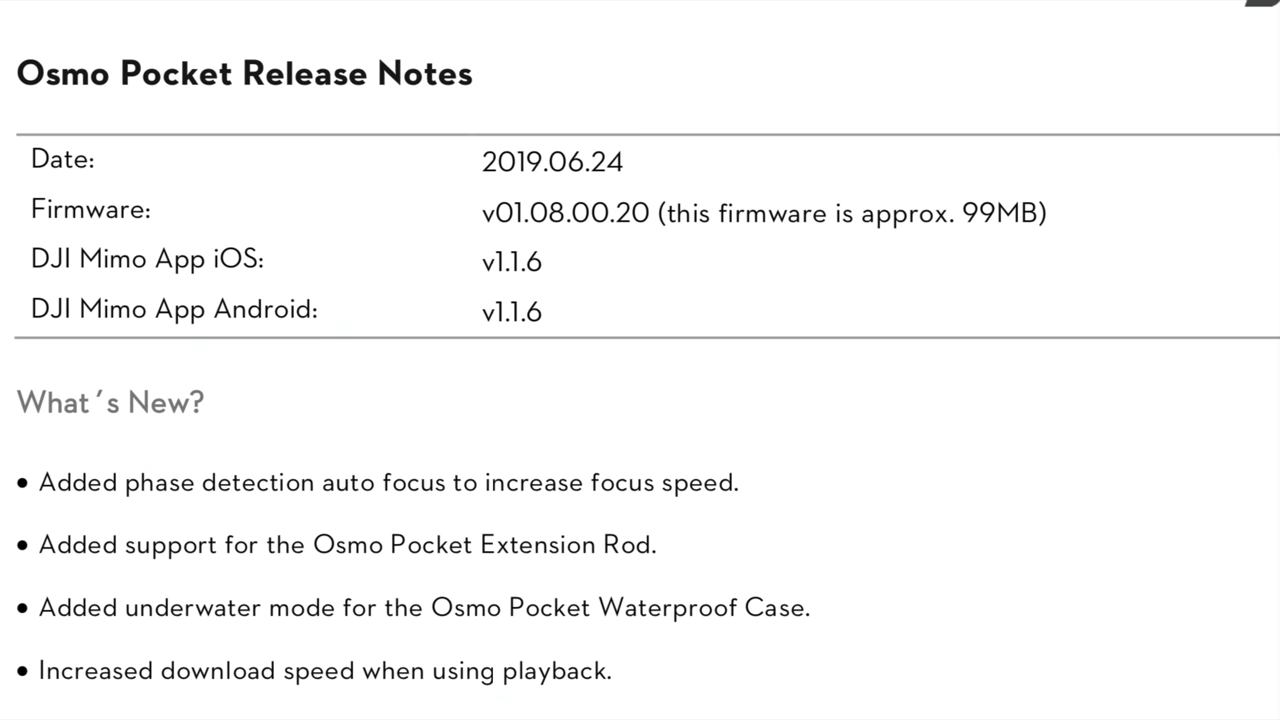 Osmo Pocket Release Notes
Date: 2019.06.24
Firmware: v01.08.00.20 (this firmware is approx. 99MB)
DJI Mimo App iOS: v1.1.6
DJI Mimo App Android: v1.1.6
What´s New?
• Added phase detection auto focus to increase focus speed.
• Added support for the Osmo Pocket Extension Rod.
• Added underwater mode for the Osmo Pocket Waterproof Case.
• Increased download speed when using playback.